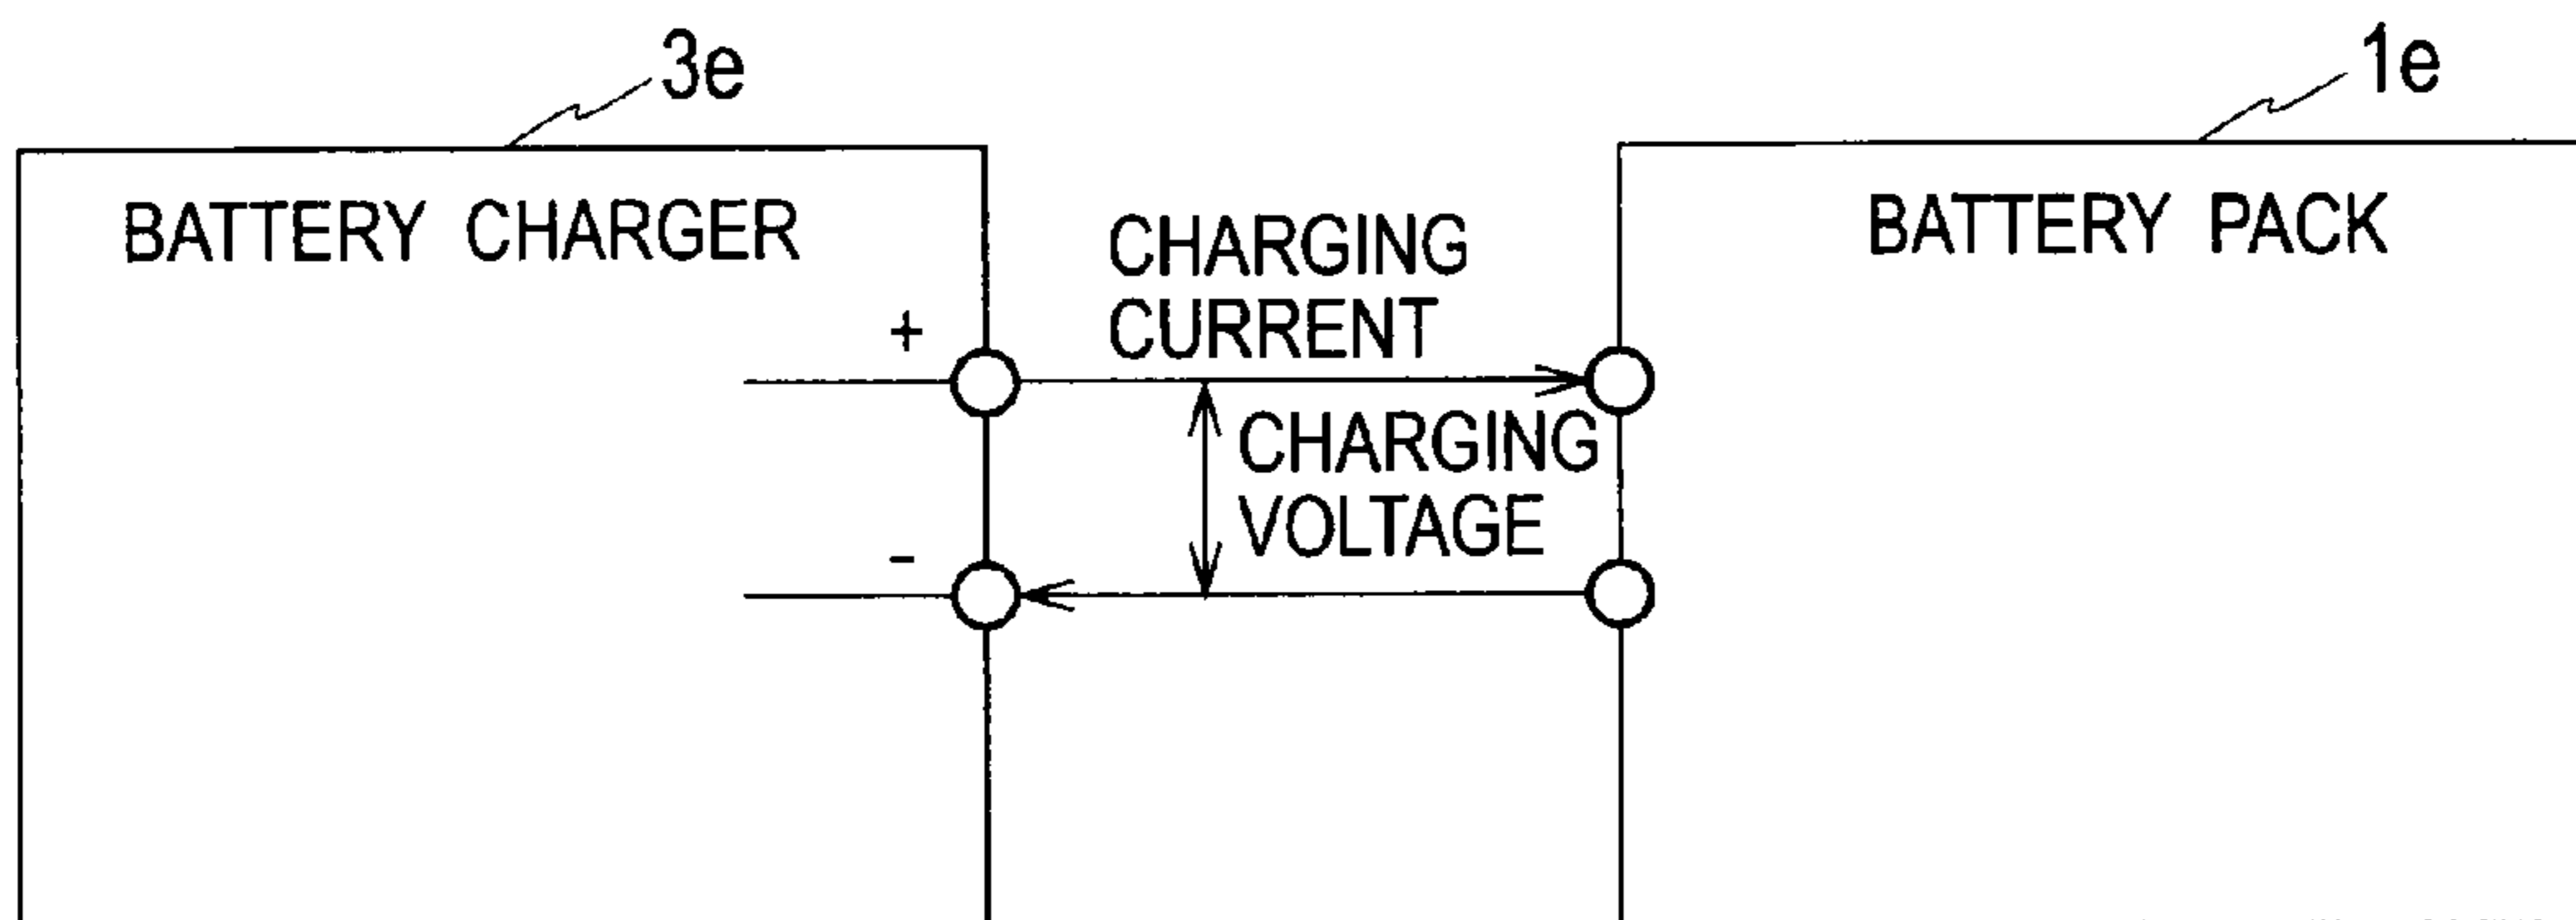 3e
1e
BATTERY CHARGER
BATTERY PACK
CHARGING
CURRENT
+
CHARGING
VOLTAGE
-